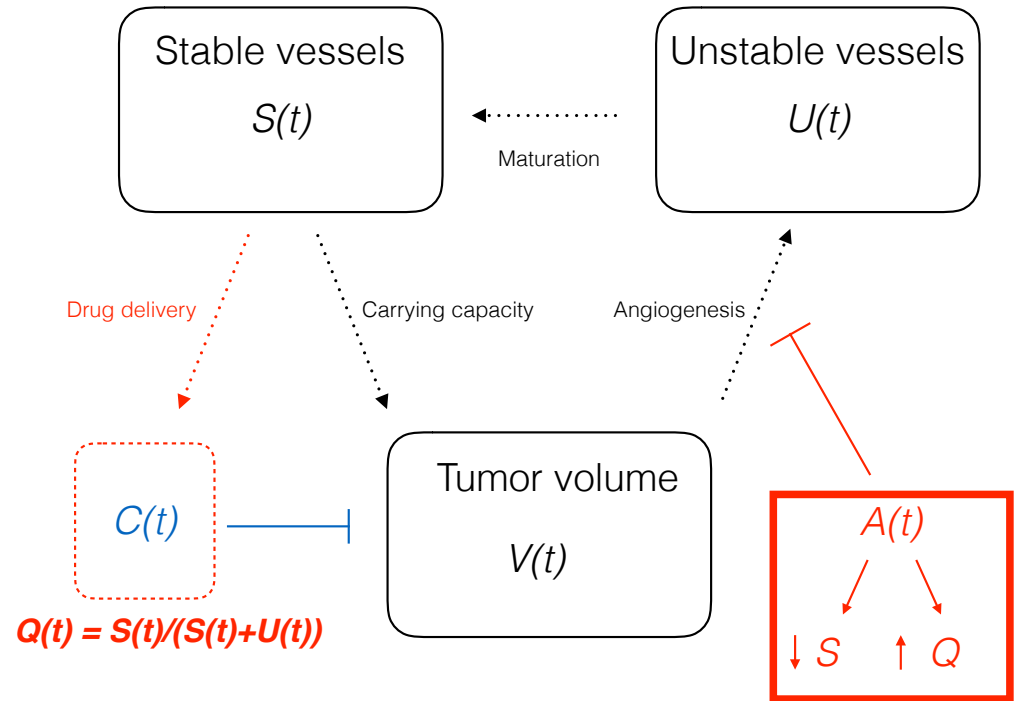 Stable vessels
S(t)
Unstable vessels
U(t)
Maturation
Drug delivery
Carrying capacity
Angiogenesis
C(t)
Q(t) = S(t)/(S(t)+U(t))
Tumor volume
V(t)
A(t)
↓ S ↑ Q